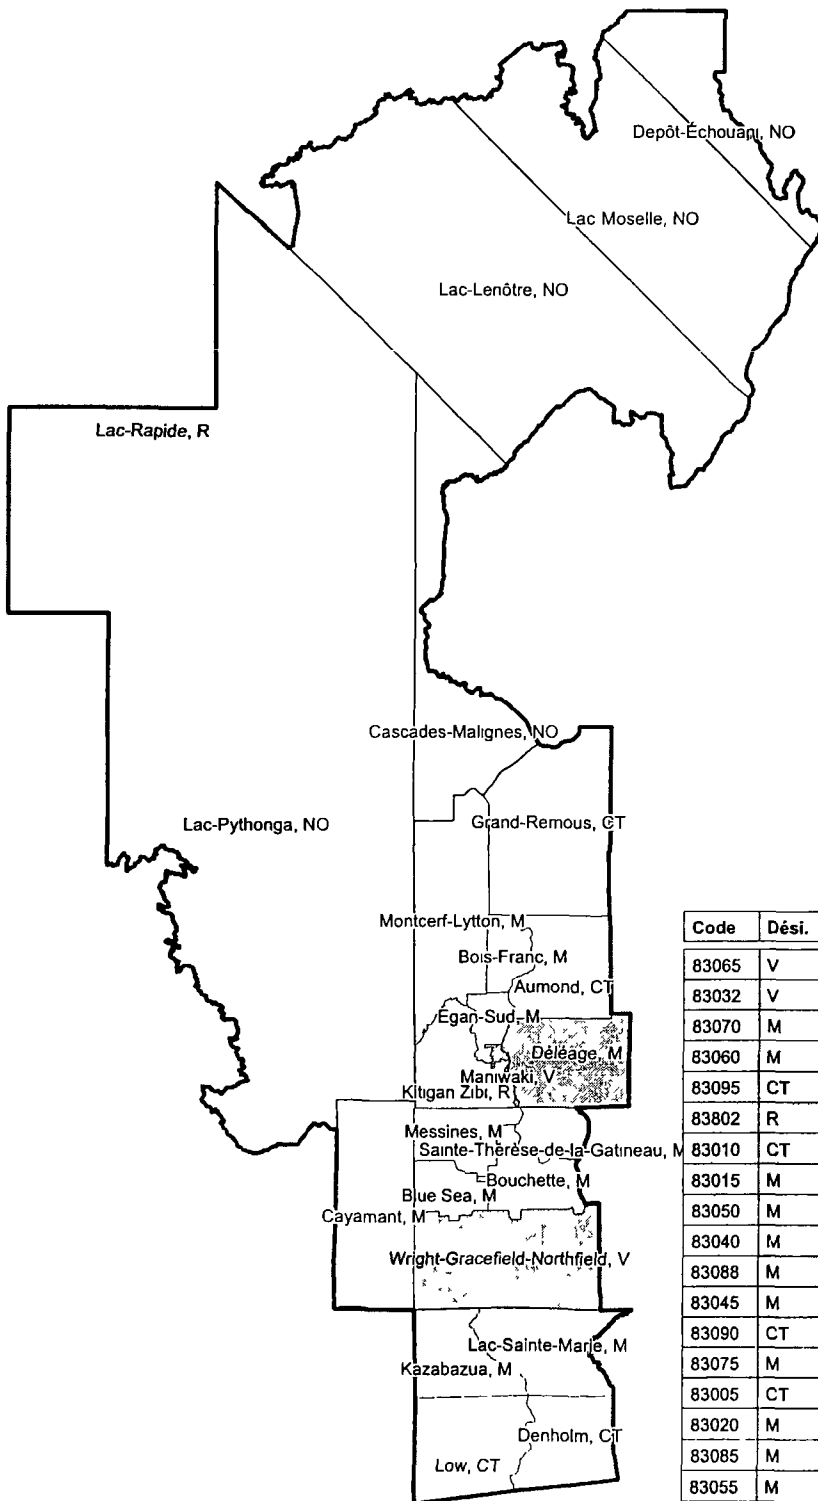 Depôt-Échouani, NO
Lac Moselle, NO
Lac-Lenôtre, NO
Lac-Rapide, R
Cascades-Malignes, NO
Lac-Pythonga, NO
Grand-Remous, CT
Montcerf-Lytton, M
Bois-Franc, M
Aumond, CT
Egan-Sud, M
Déléage, M
Maniwaki, V
Kitigan Zibi, R
Messines, M
Sainte-Thérèse-de-la-Gatineau, M
Bouchette, M
Blue Sea, M
Cayamant, M
Wright-Gracefield-Northfield, V
Lac-Sainte-Marie, M
Kazabazua, M
Denholm, CT
Low, CT
Code Dési.
83065 V
83032 V
83070 M
83060 M
83095 CT
83802 R
83010 CT
83015 M
83050 M
83040 M
83088 M
83045 M
83090 CT
83075 M
83005 CT
83020 M
83085 M
83055 M